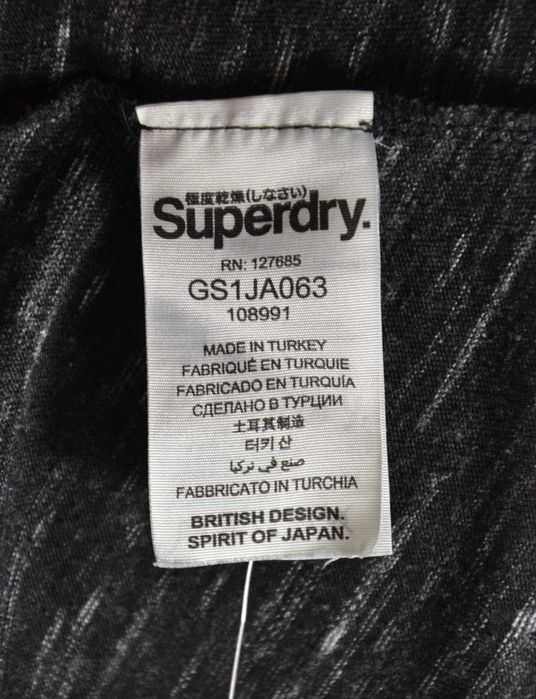 極度乾燥(しなさい)
Superdry.
RN: 127685
GS1JA063
108991
MADE IN TURKEY
FABRIQUÉ EN TURQUIE
FABRICADO EN TURQUÍA
СДЕЛАНО В ТУРЦИИ
土耳其制造
터키 산
صنع في تركيا
FABBRICATO IN TURCHIA
BRITISH DESIGN.
SPIRIT OF JAPAN.